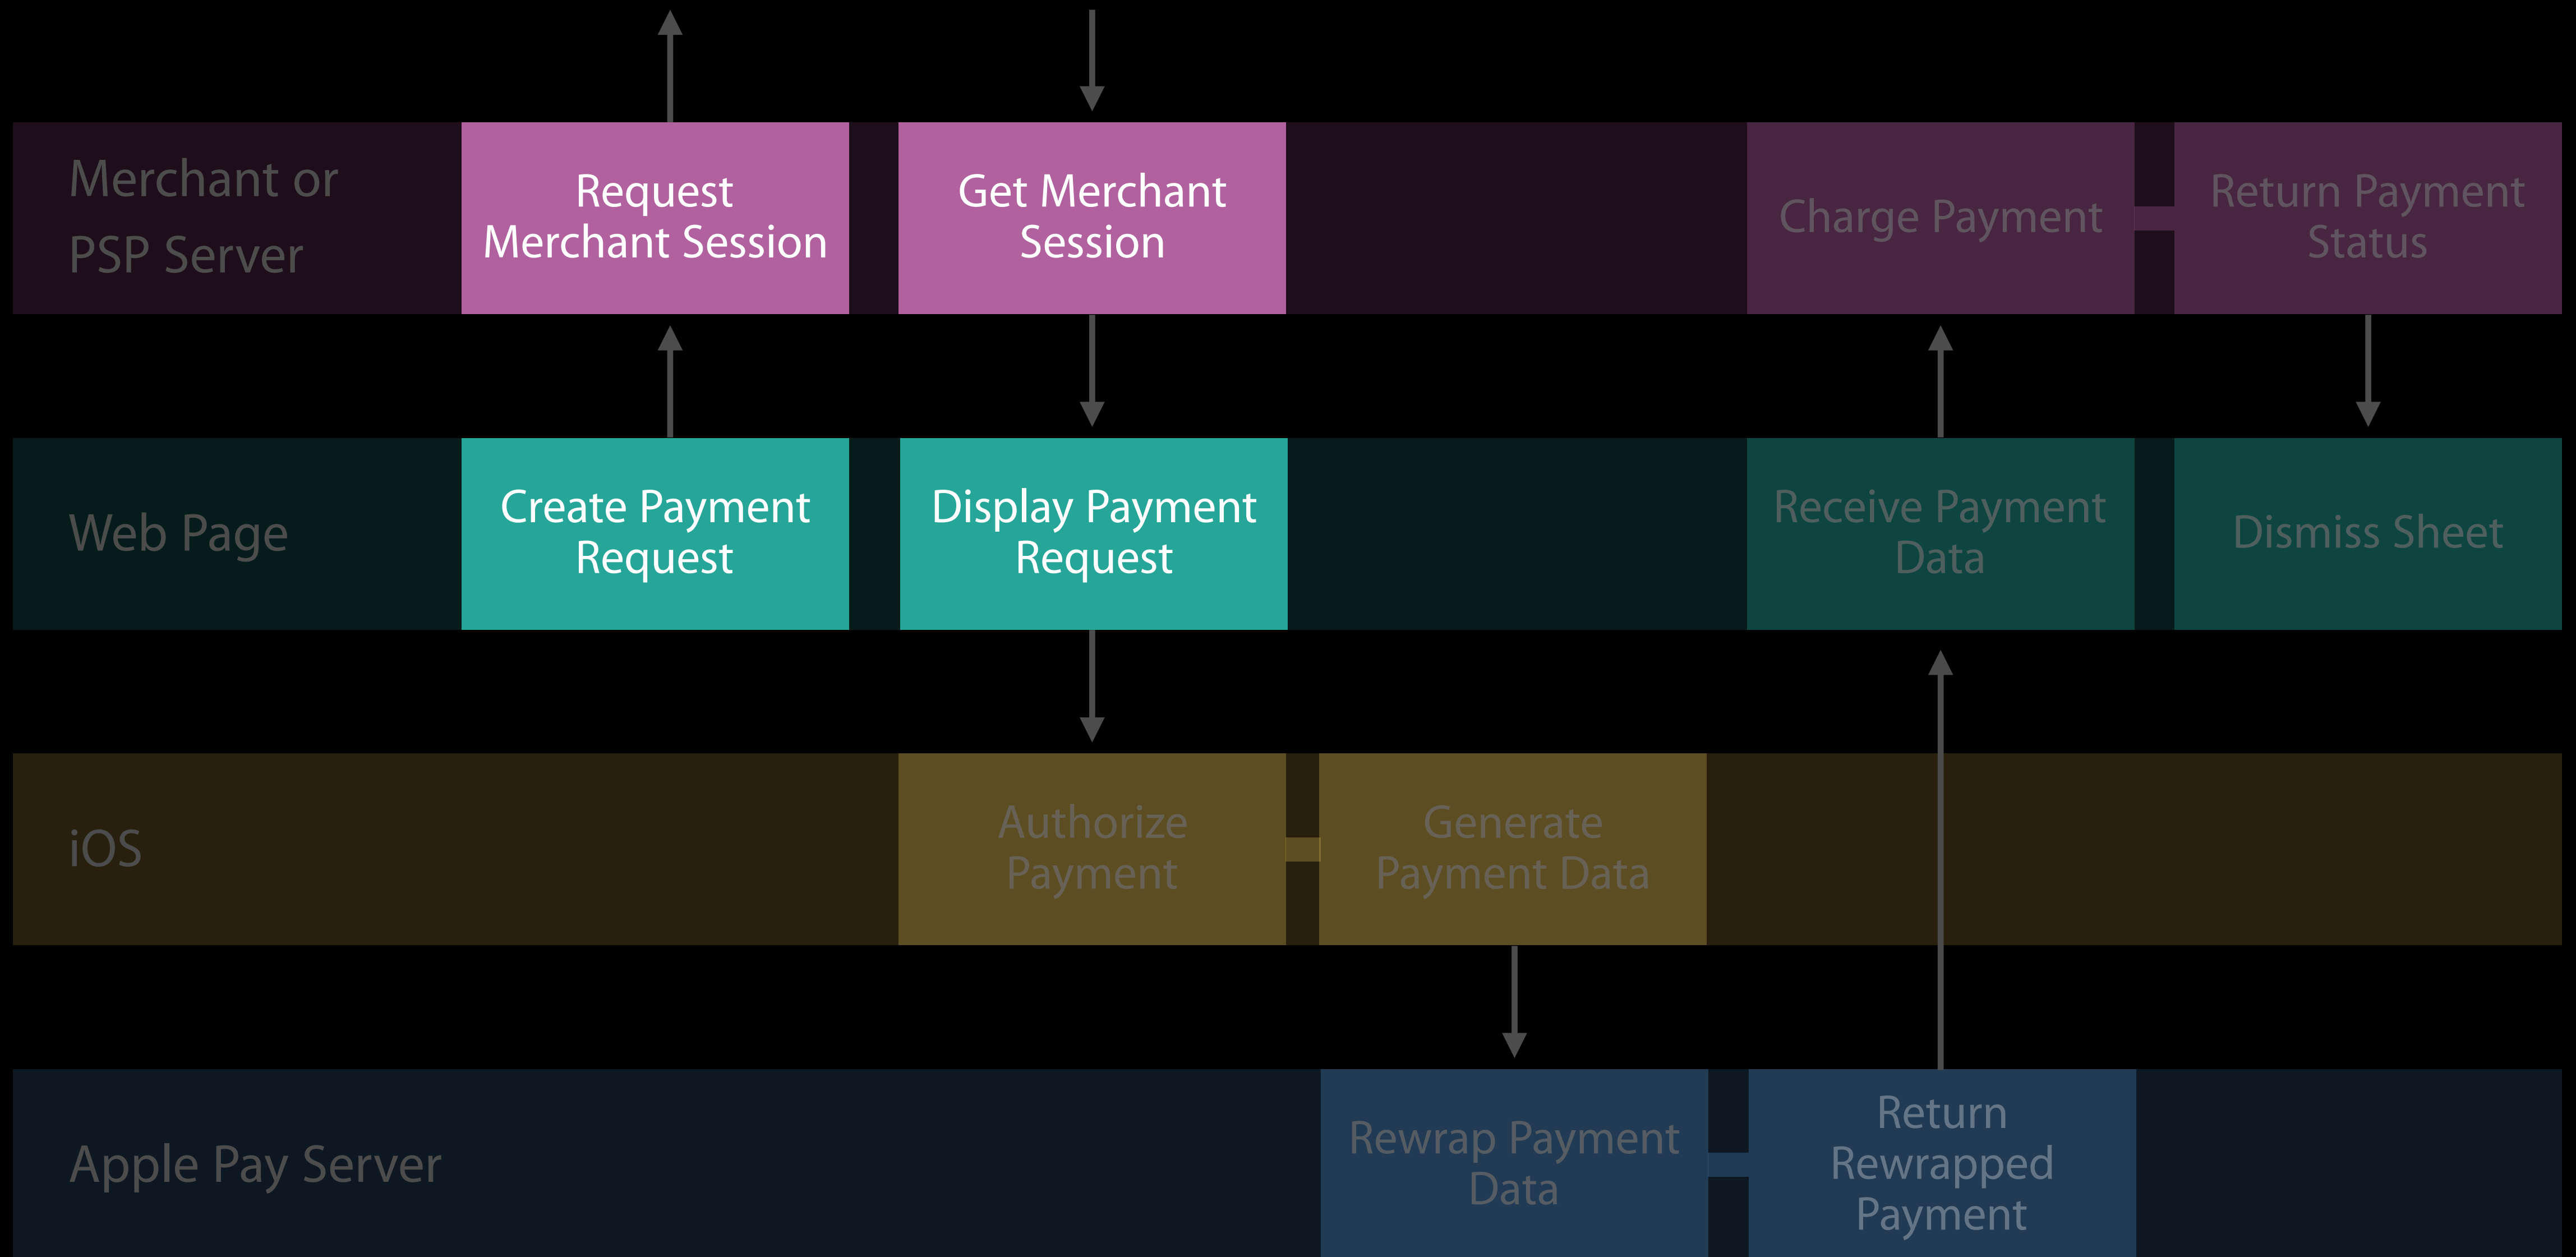 Merchant or
PSP Server
Request
Merchant Session
Get Merchant
Session
Charge Payment
Return Payment
Status
Web Page
Create Payment
Request
Display Payment
Request
Receive Payment
Data
Dismiss Sheet
iOS
Authorize
Payment
Generate
Payment Data
Apple Pay Server
Rewrap Payment
Data
Return
Rewrapped
Payment